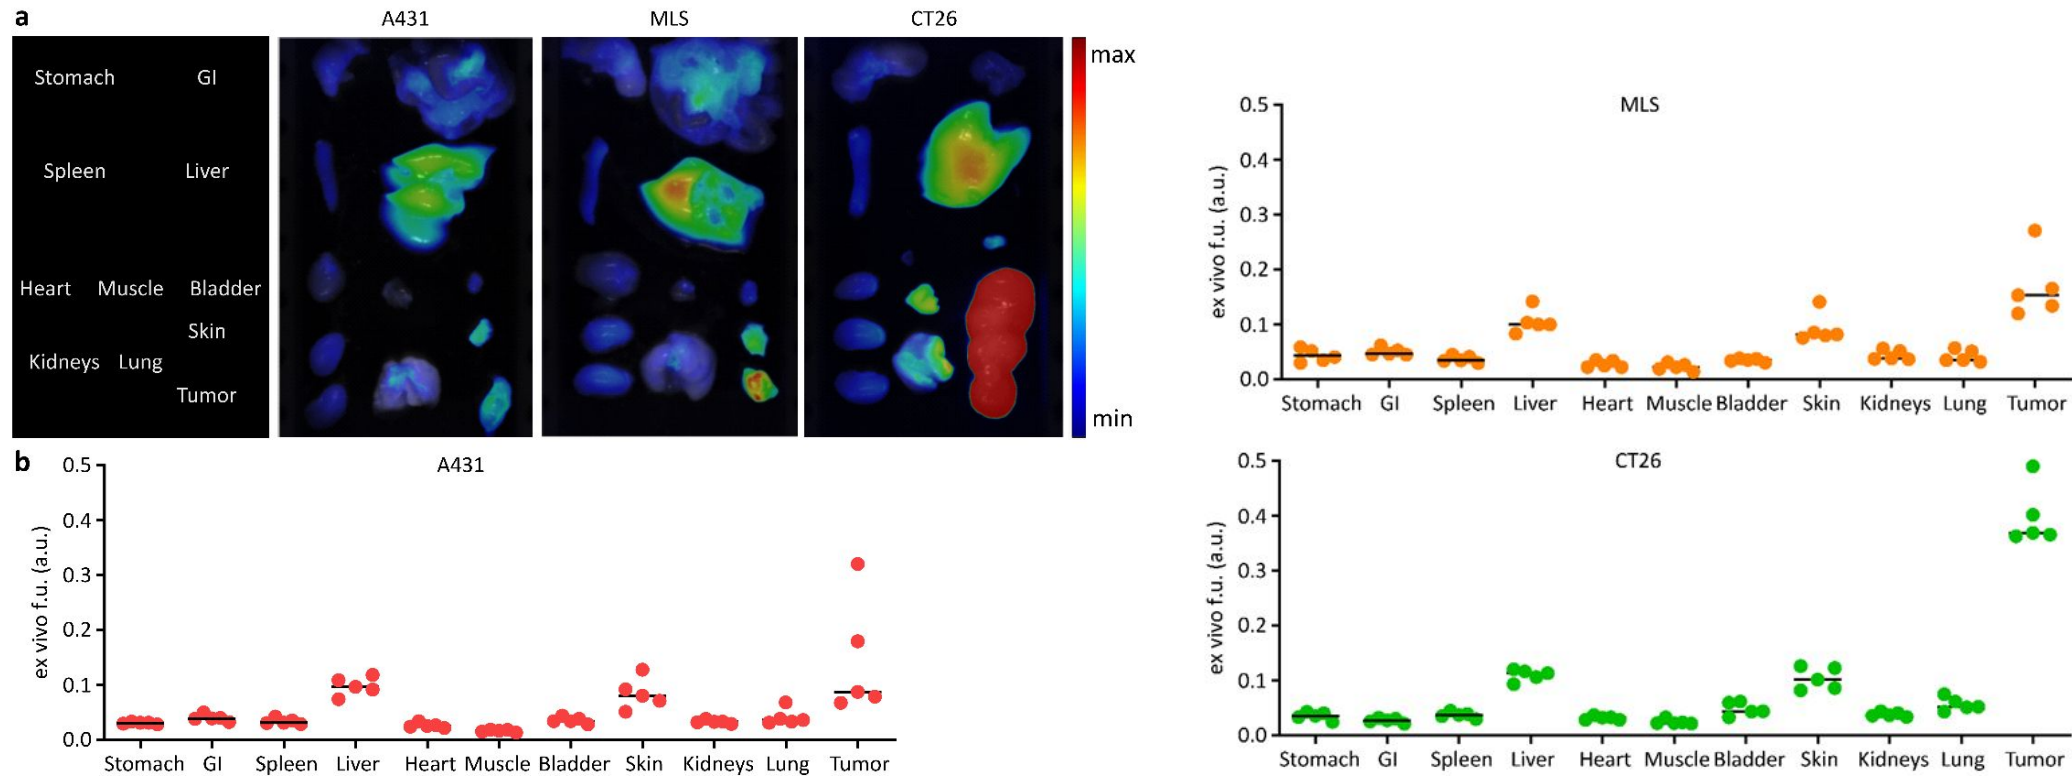 a
A431 MLS CT26
Stomach GI
Spleen Liver
Heart Muscle Bladder
Skin
Kidneys Lung
Tumor
max
min
b
A431
ex vivo f.u. (a.u.)
0.5
0.4
0.3
0.2
0.1
0.0
Stomach GI Spleen Liver Heart Muscle Bladder Skin Kidneys Lung Tumor
MLS
ex vivo f.u. (a.u.)
0.5
0.4
0.3
0.2
0.1
0.0
Stomach GI Spleen Liver Heart Muscle Bladder Skin Kidneys Lung Tumor
CT26
ex vivo f.u. (a.u.)
0.5
0.4
0.3
0.2
0.1
0.0
Stomach GI Spleen Liver Heart Muscle Bladder Skin Kidneys Lung Tumor